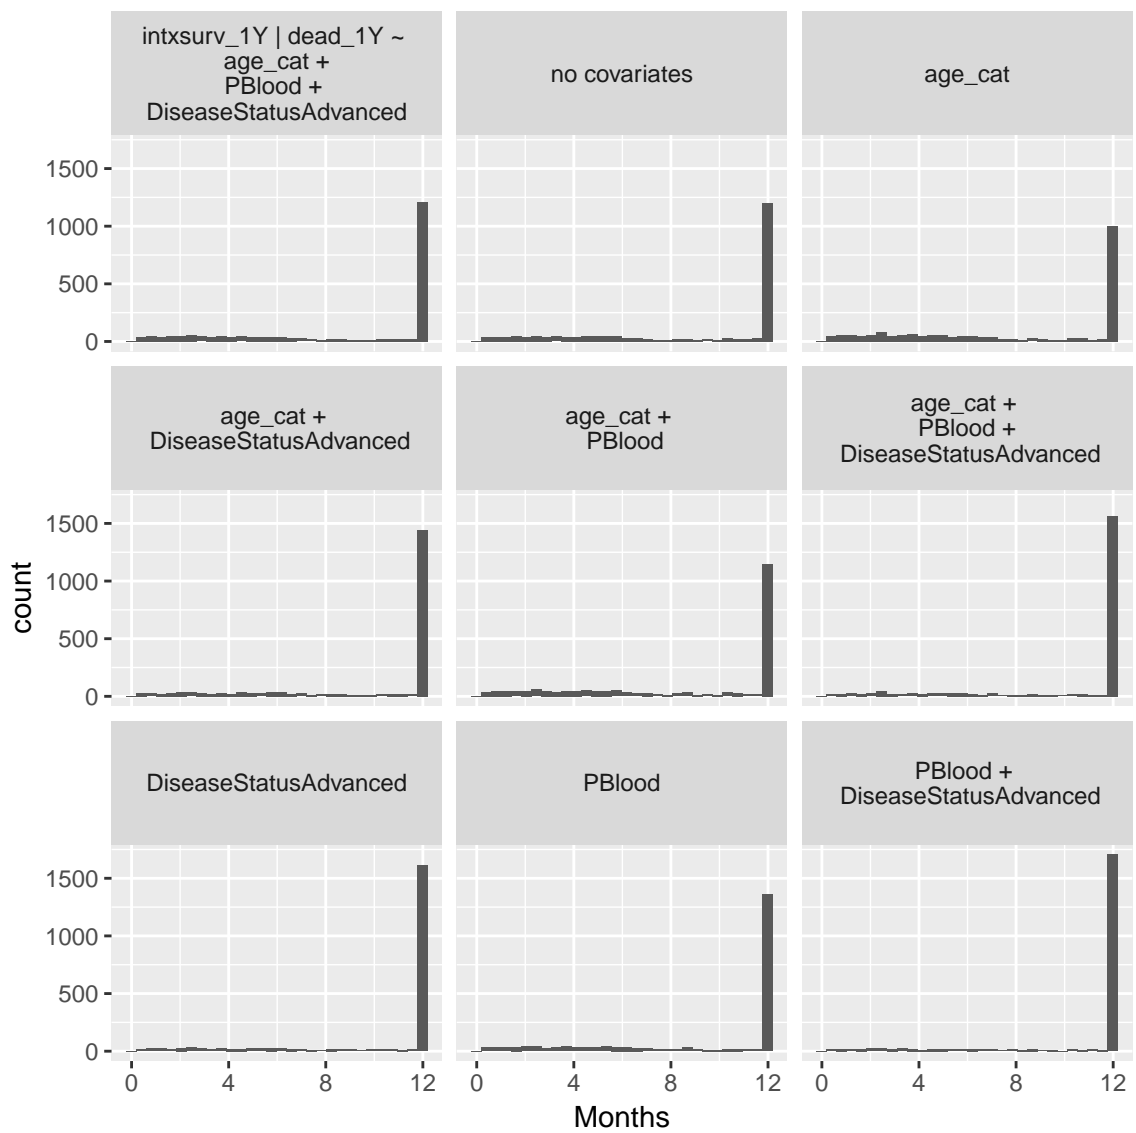 intxsurv_1Y | dead_1Y ~
age_cat +
PBlood +
DiseaseStatusAdvanced
no covariates
age_cat
1500
1000
500
0
age_cat +
DiseaseStatusAdvanced
age_cat +
PBlood
age_cat +
PBlood +
DiseaseStatusAdvanced
count
1500
1000
500
0
DiseaseStatusAdvanced
PBlood
PBlood +
DiseaseStatusAdvanced
1500
1000
500
0
0 4 8 12 0 4 8 12 0 4 8 12
Months